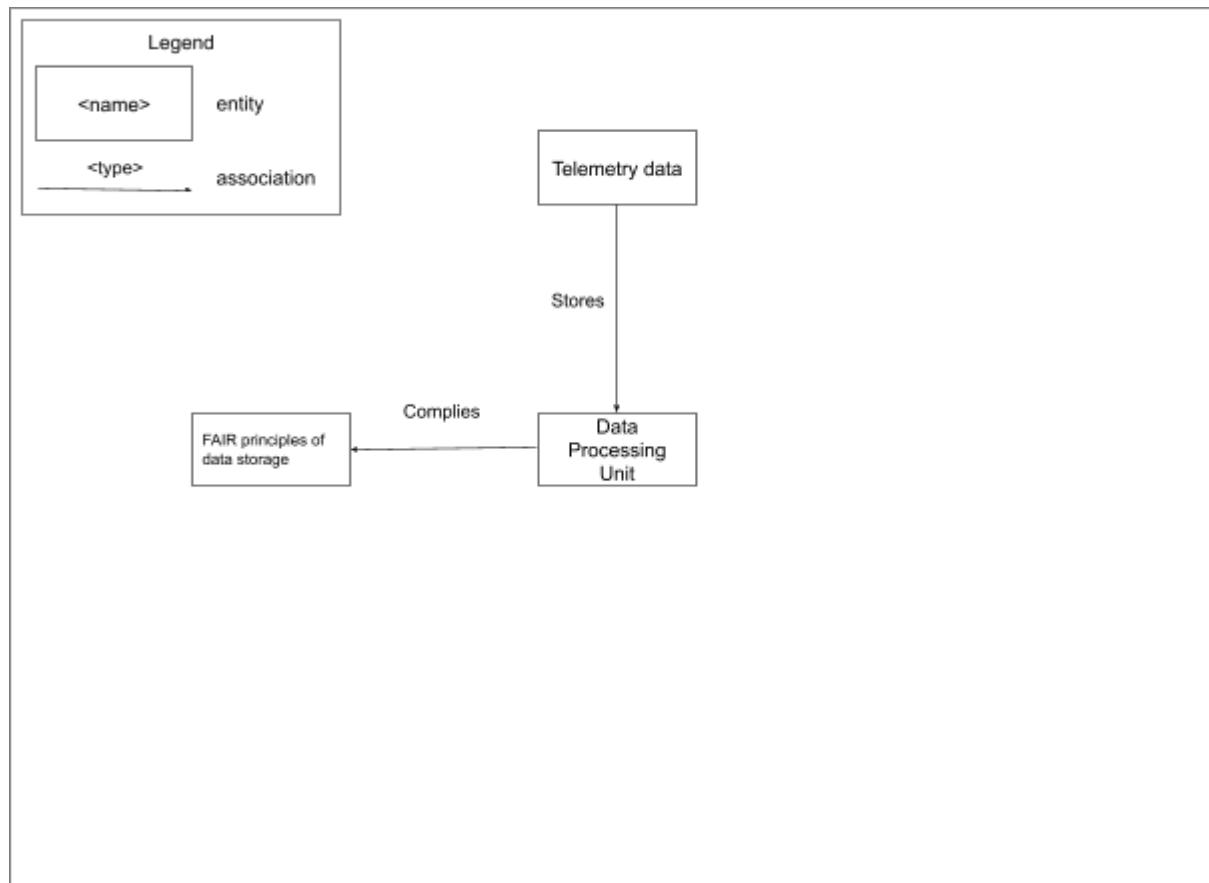 Legend
<name>
entity
<type>
association
Telemetry data
Stores
Complies
FAIR principles of
data storage
Data
Processing
Unit